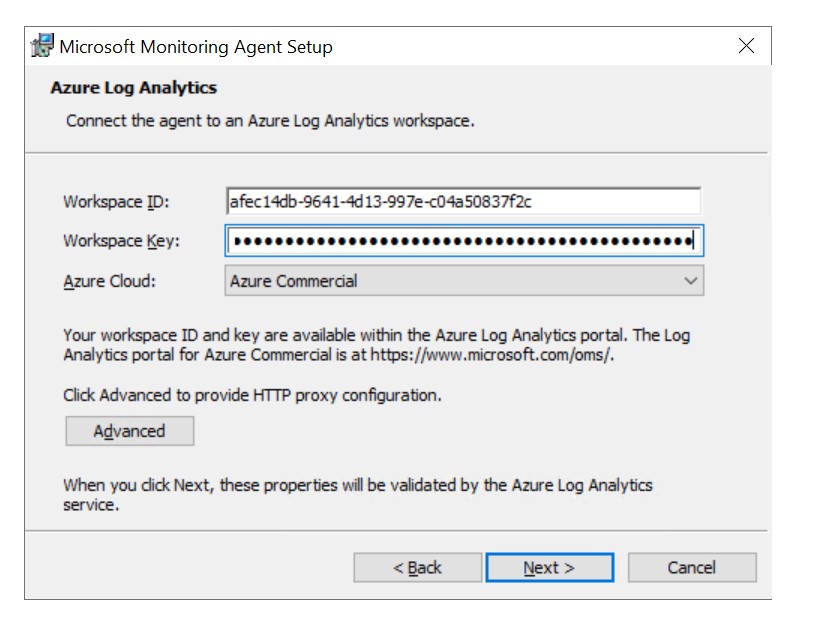 Microsoft Monitoring Agent Setup
Azure Log Analytics
Connect the agent to an Azure Log Analytics workspace.
Workspace ID: afec14db-9641-4d13-997e-c04a50837f2c
Workspace Key: ●●●●●●●●●●●●●●●●●●●●●●●●●●●●●●●●●●●●●●●●●●●●
Azure Cloud: Azure Commercial
Your workspace ID and key are available within the Azure Log Analytics portal. The Log
Analytics portal for Azure Commercial is at https://www.microsoft.com/oms/.
Click Advanced to provide HTTP proxy configuration.
Advanced
When you click Next, these properties will be validated by the Azure Log Analytics
service.
< Back Next > Cancel